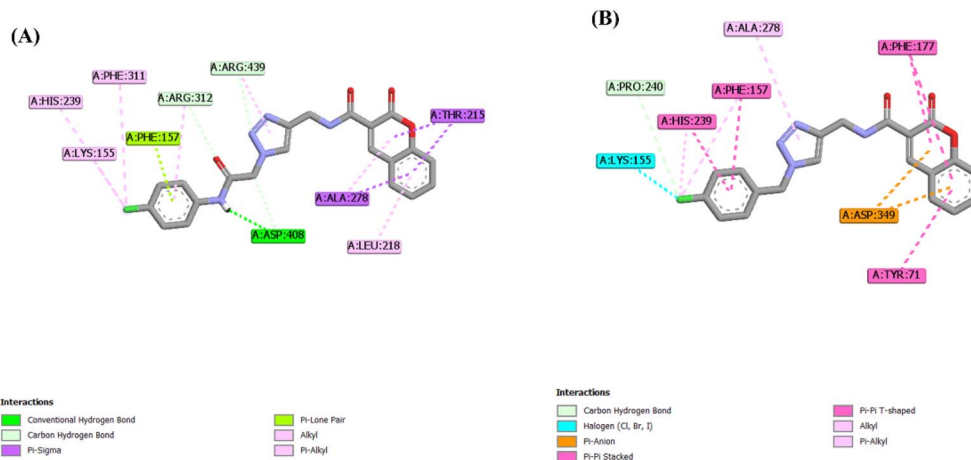 (A)
A:ARG:439
A:PHE:311
A:HIS:239
A:ARG:312
A:THR:215
A:PHE:157
A:LYS:155
A:ALA:278
A:ASP:408
A:LEU:218
Interactions
Conventional Hydrogen Bond
Carbon Hydrogen Bond
Pi-Sigma
Pi-Lone Pair
Alkyl
Pi-Alkyl
(B)
A:ALA:278
A:PHE:177
A:PRO:240
A:PHE:157
A:HIS:239
A:LYS:155
A:ASP:349
A:TYR:71
Interactions
Carbon Hydrogen Bond
Halogen (Cl, Br, I)
Pi-Anion
Pi-Pi Stacked
Pi-Pi T-shaped
Alkyl
Pi-Alkyl